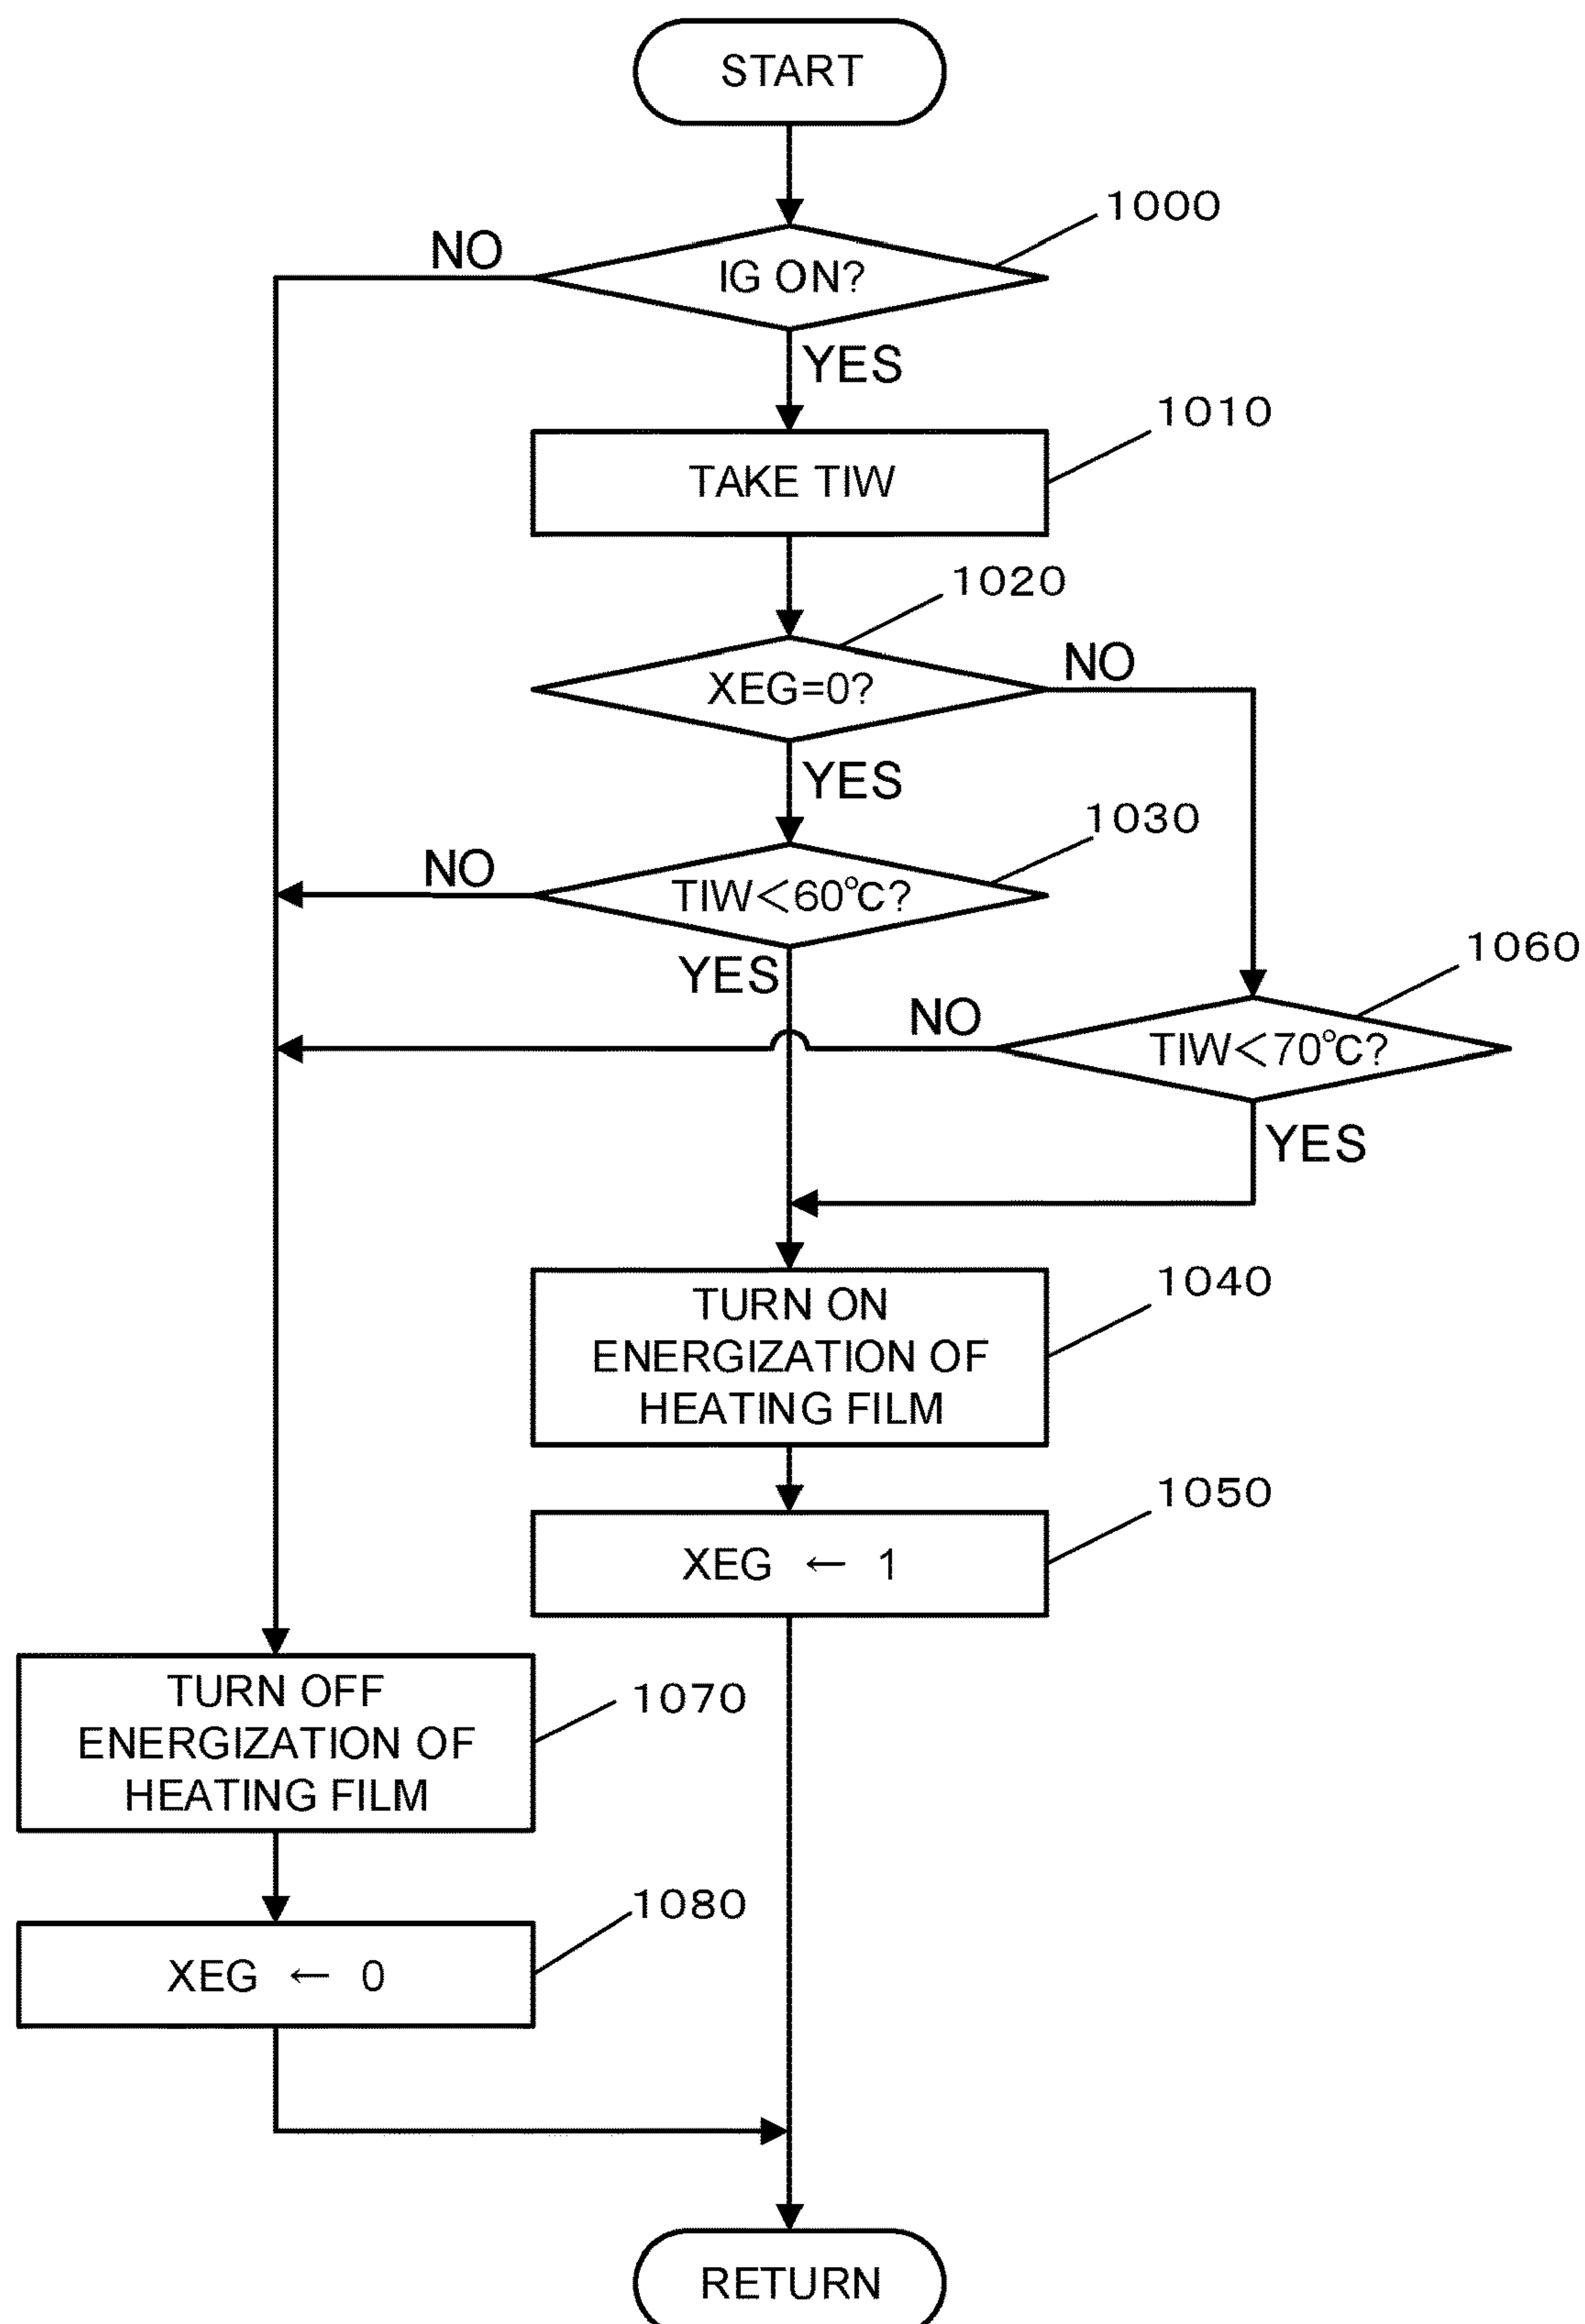 START
1000
NO
IG ON?
YES
1010
TAKE TIW
1020
NO
XEG=0?
YES
1030
NO
TIW<60℃?
YES
1060
NO
TIW<70℃?
YES
1040
TURN ON
ENERGIZATION OF
HEATING FILM
1050
XEG ← 1
1070
TURN OFF
ENERGIZATION OF
HEATING FILM
1080
XEG ← 0
RETURN